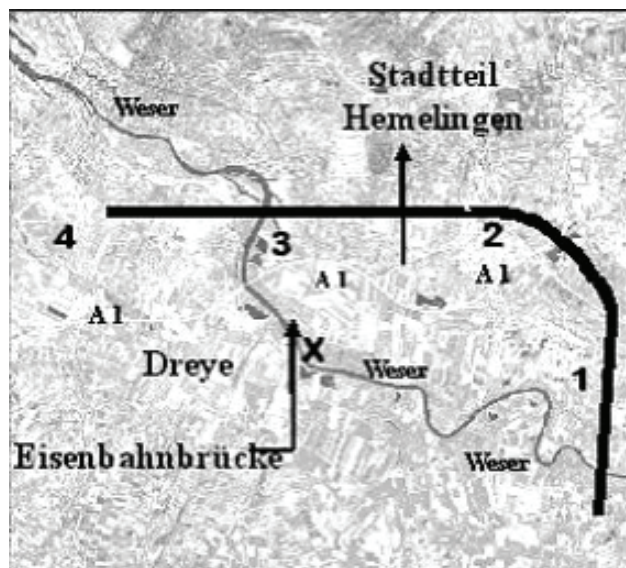 Stadtteil
Weser
Hemelingen
4
3
2
A1
A1
A1
X
Dreye
Weser
1
Eisenbahnbrücke
Weser